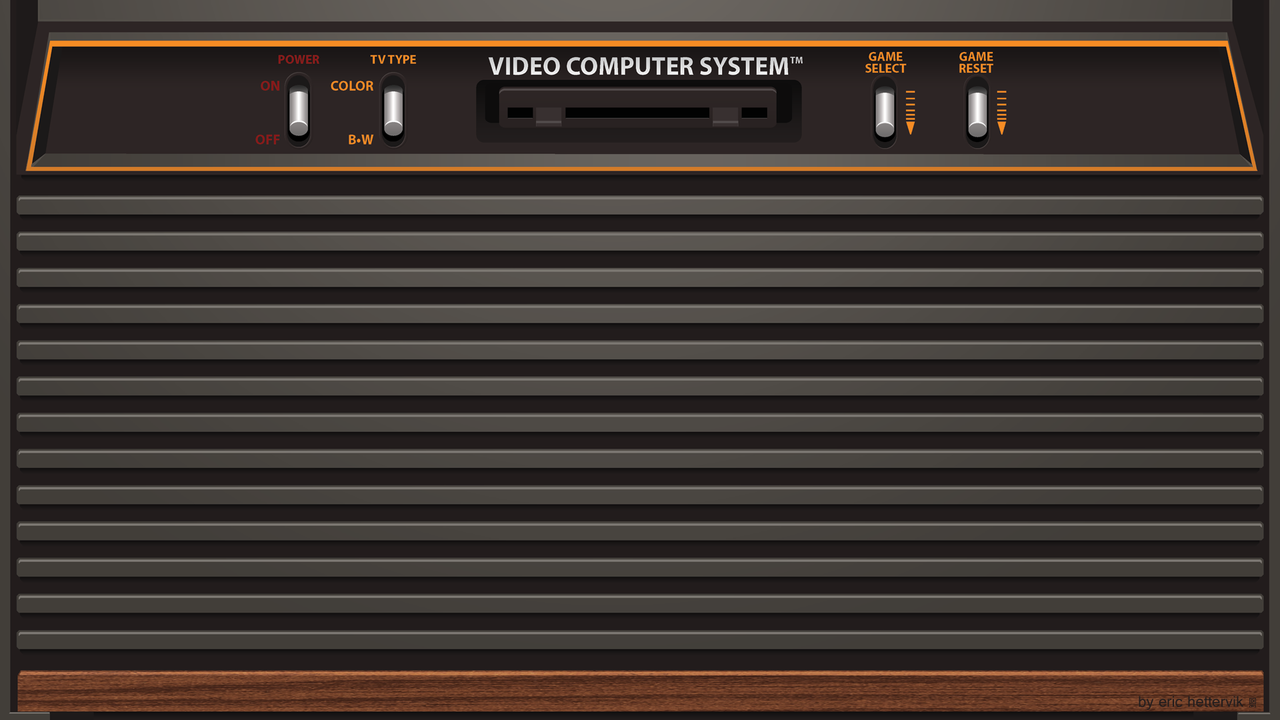 POWER
ON
OFF
TV TYPE
COLOR
B•W
VIDEO COMPUTER SYSTEM™
GAME
SELECT
GAME
RESET
by eric hettervik